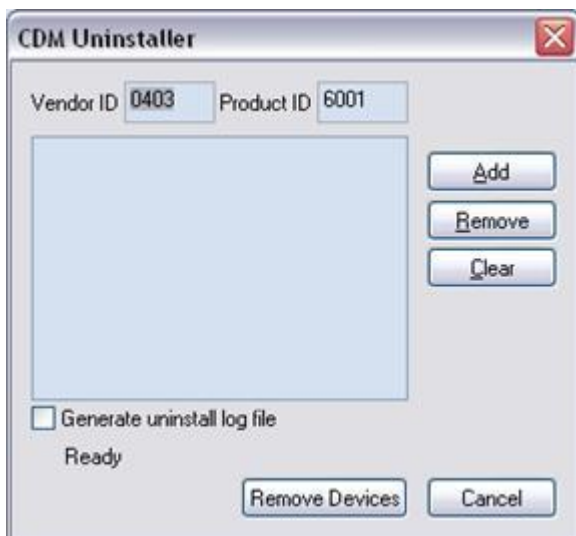 CDM Uninstaller
Vendor ID 0403 Product ID 6001
Add
Remove
Clear
Generate uninstall log file
Ready
Remove Devices Cancel